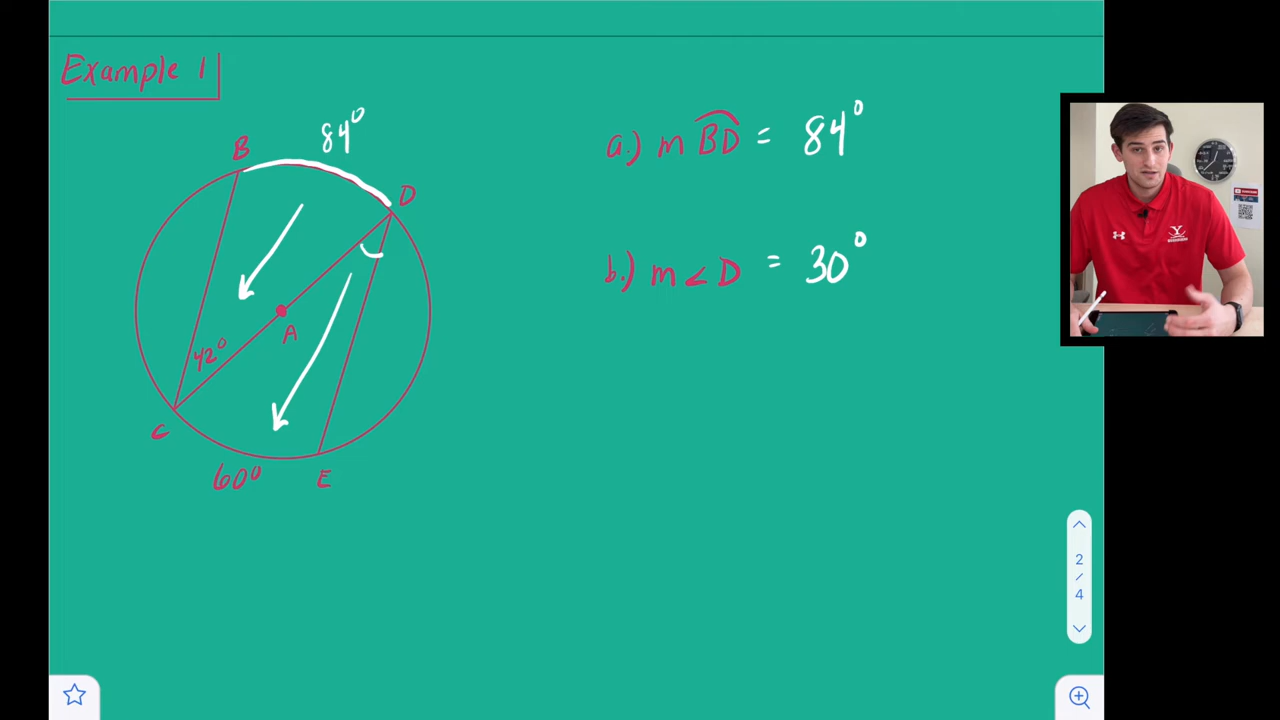 Example 1
84°
B
D
A
42°
C
60°
E
a.) m BD = 84°
b.) m∠D = 30°
2
/
4